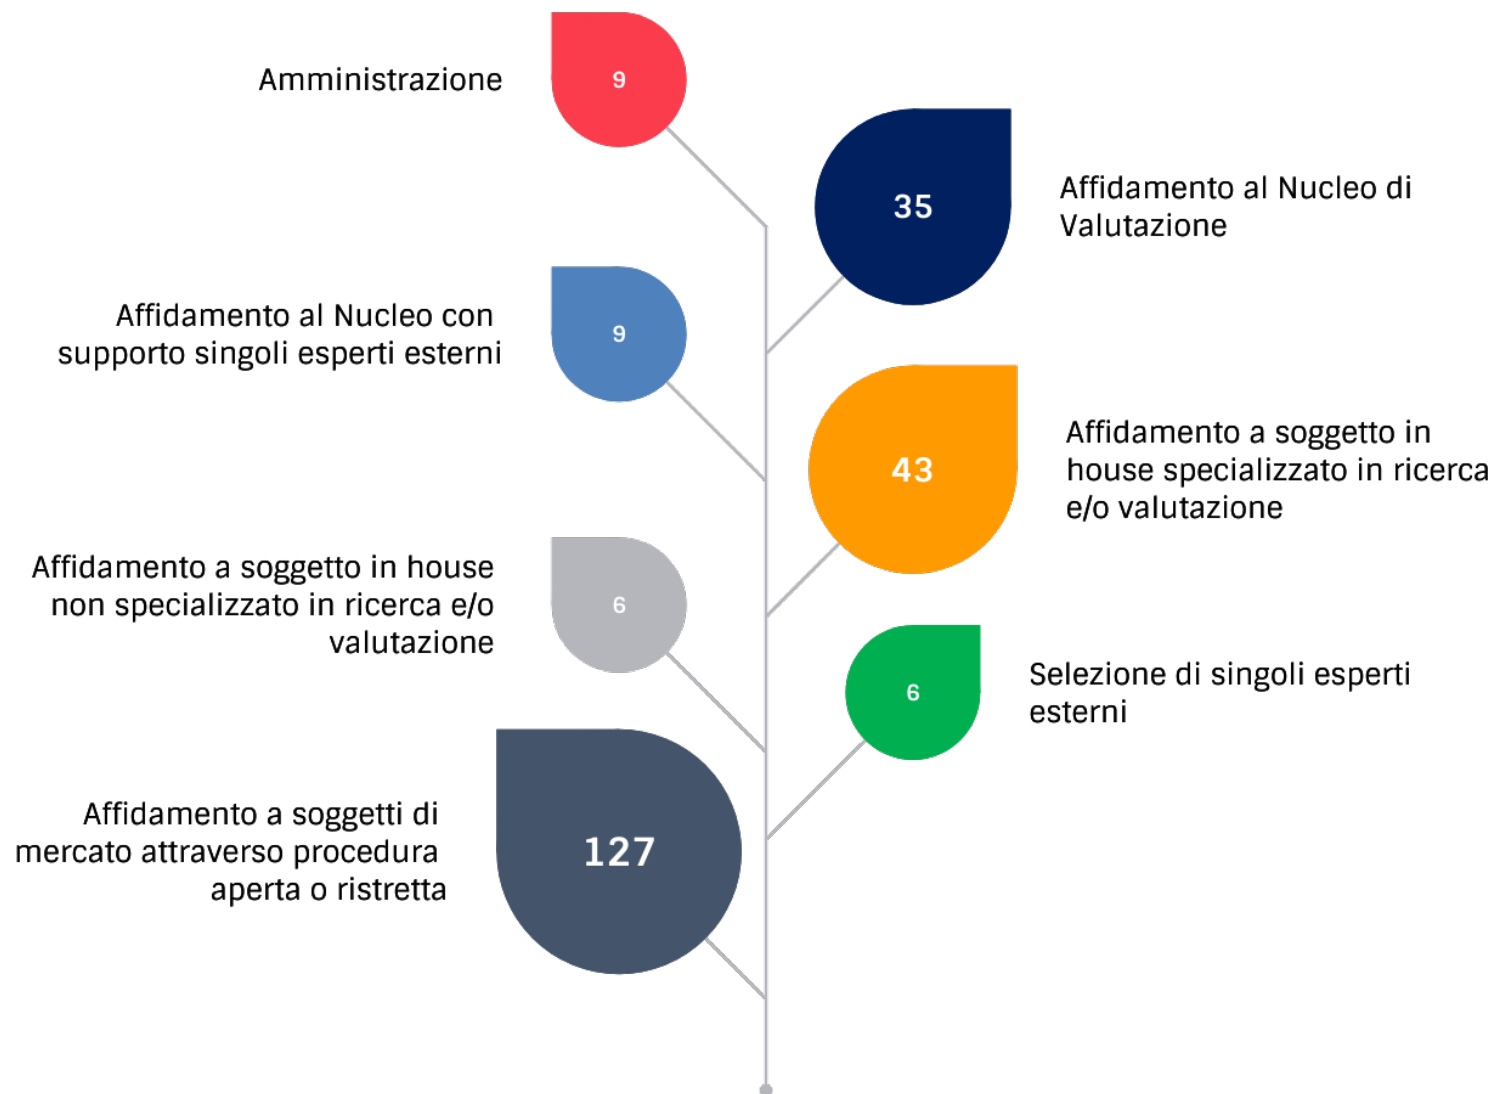 Amministrazione
9
35
Affidamento al Nucleo di
Valutazione
Affidamento al Nucleo con
supporto singoli esperti esterni
9
43
Affidamento a soggetto in
house specializzato in ricerca
e/o valutazione
Affidamento a soggetto in house
non specializzato in ricerca e/o
valutazione
6
6
Selezione di singoli esperti
esterni
Affidamento a soggetti di
mercato attraverso procedura
aperta o ristretta
127